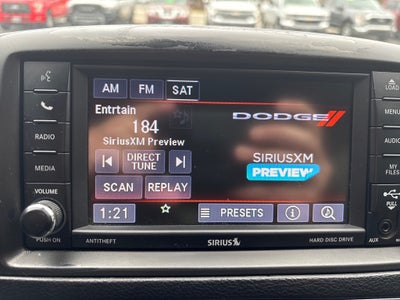 LOAD
AM FM SAT
MENU
Entrtain
184
DODGE
SiriusXM Preview
RADIO
AUDIO
DIRECT TUNE
SIRIUSXM
PREVIEW
MEDIA
MY FILES
SCAN REPLAY
VOLUME
PULL
1:21
PRESETS
PUSH ON
ANTITHEFT
SIRIUS
HARD DISC DRIVE
AUX